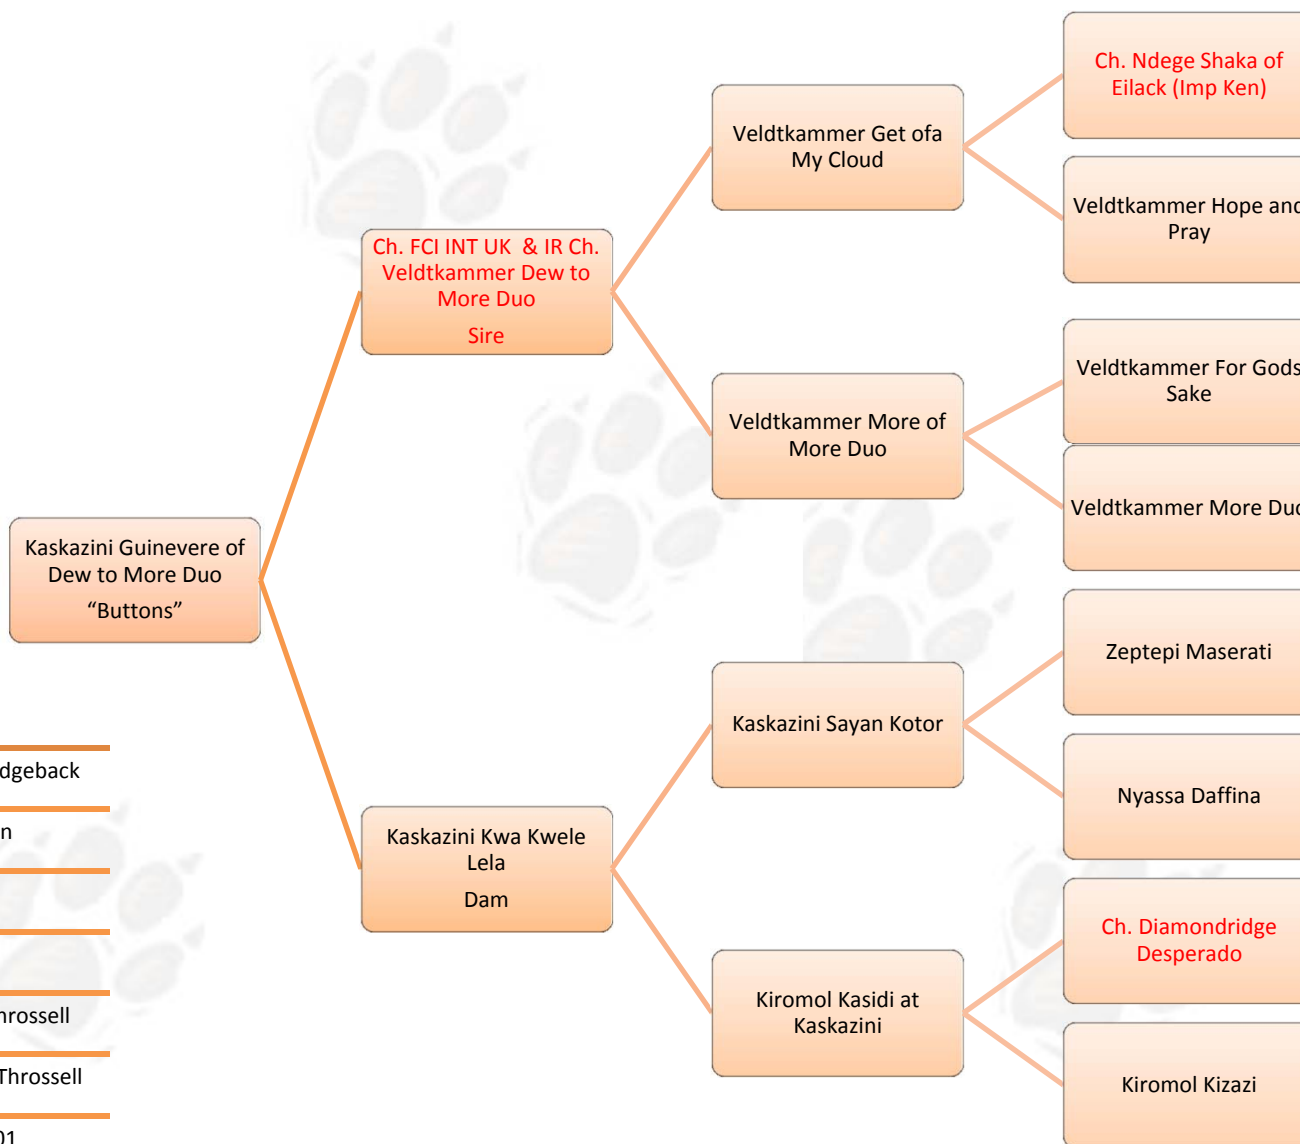 Ch. Ndege Shaka of
Eilack (Imp Ken)
Veldtkammer Get ofa
My Cloud
Veldtkammer Hope and
Pray
Ch. FCI INT UK & IR Ch.
Veldtkammer Dew to
More Duo
Sire
Veldtkammer For Gods
Sake
Veldtkammer More of
More Duo
Veldtkammer More Duo
Kaskazini Guinevere of
Dew to More Duo
“Buttons”
Zeptepi Maserati
Kaskazini Sayan Kotor
Nyassa Daffina
Kaskazini Kwa Kwele
Lela
Dam
Ch. Diamondridge
Desperado
Kiromol Kasidi at
Kaskazini
Kiromol Kizazi
dgeback
n
hrossell
Throssell
01